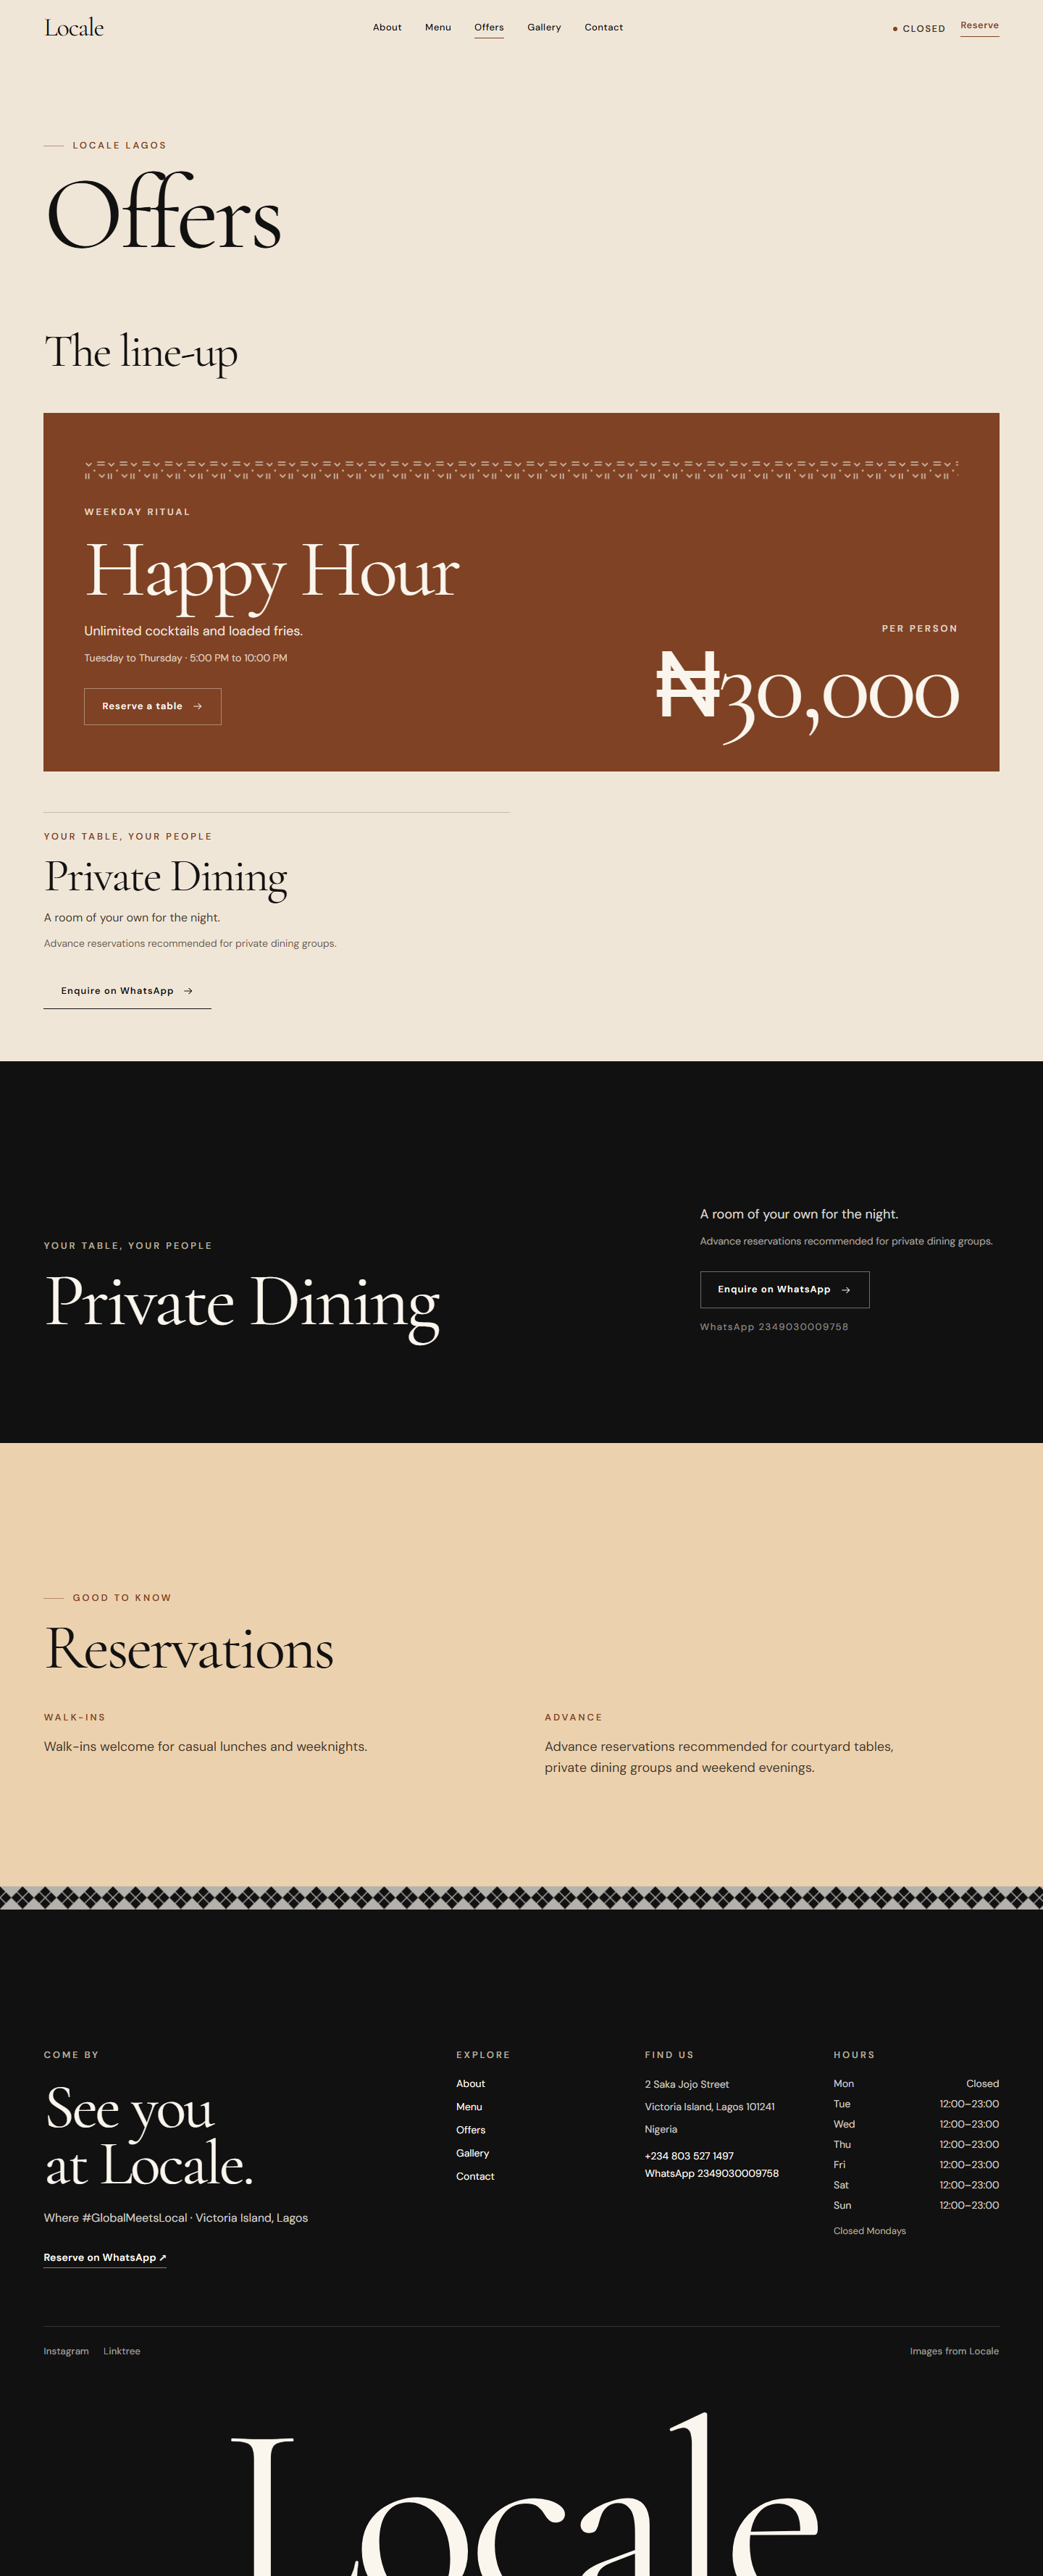 Locale
About Menu Offers Gallery Contact
CLOSED
Reserve
LOCALE LAGOS
Offers
The line-up
WEEKDAY RITUAL
Happy Hour
Unlimited cocktails and loaded fries.
Tuesday to Thursday · 5:00 PM to 10:00 PM
Reserve a table →
PER PERSON
₦30,000
YOUR TABLE, YOUR PEOPLE
Private Dining
A room of your own for the night.
Advance reservations recommended for private dining groups.
Enquire on WhatsApp →
YOUR TABLE, YOUR PEOPLE
Private Dining
A room of your own for the night.
Advance reservations recommended for private dining groups.
Enquire on WhatsApp →
WhatsApp 2349030009758
GOOD TO KNOW
Reservations
WALK-INS
Walk-ins welcome for casual lunches and weeknights.
ADVANCE
Advance reservations recommended for courtyard tables,
private dining groups and weekend evenings.
COME BY
See you
at Locale.
Where #GlobalMeetsLocal · Victoria Island, Lagos
Reserve on WhatsApp ↗
EXPLORE
About
Menu
Offers
Gallery
Contact
FIND US
2 Saka Jojo Street
Victoria Island, Lagos 101241
Nigeria
+234 803 527 1497
WhatsApp 2349030009758
HOURS
Mon Closed
Tue 12:00–23:00
Wed 12:00–23:00
Thu 12:00–23:00
Fri 12:00–23:00
Sat 12:00–23:00
Sun 12:00–23:00
Closed Mondays
Instagram Linktree
Images from Locale
Locale